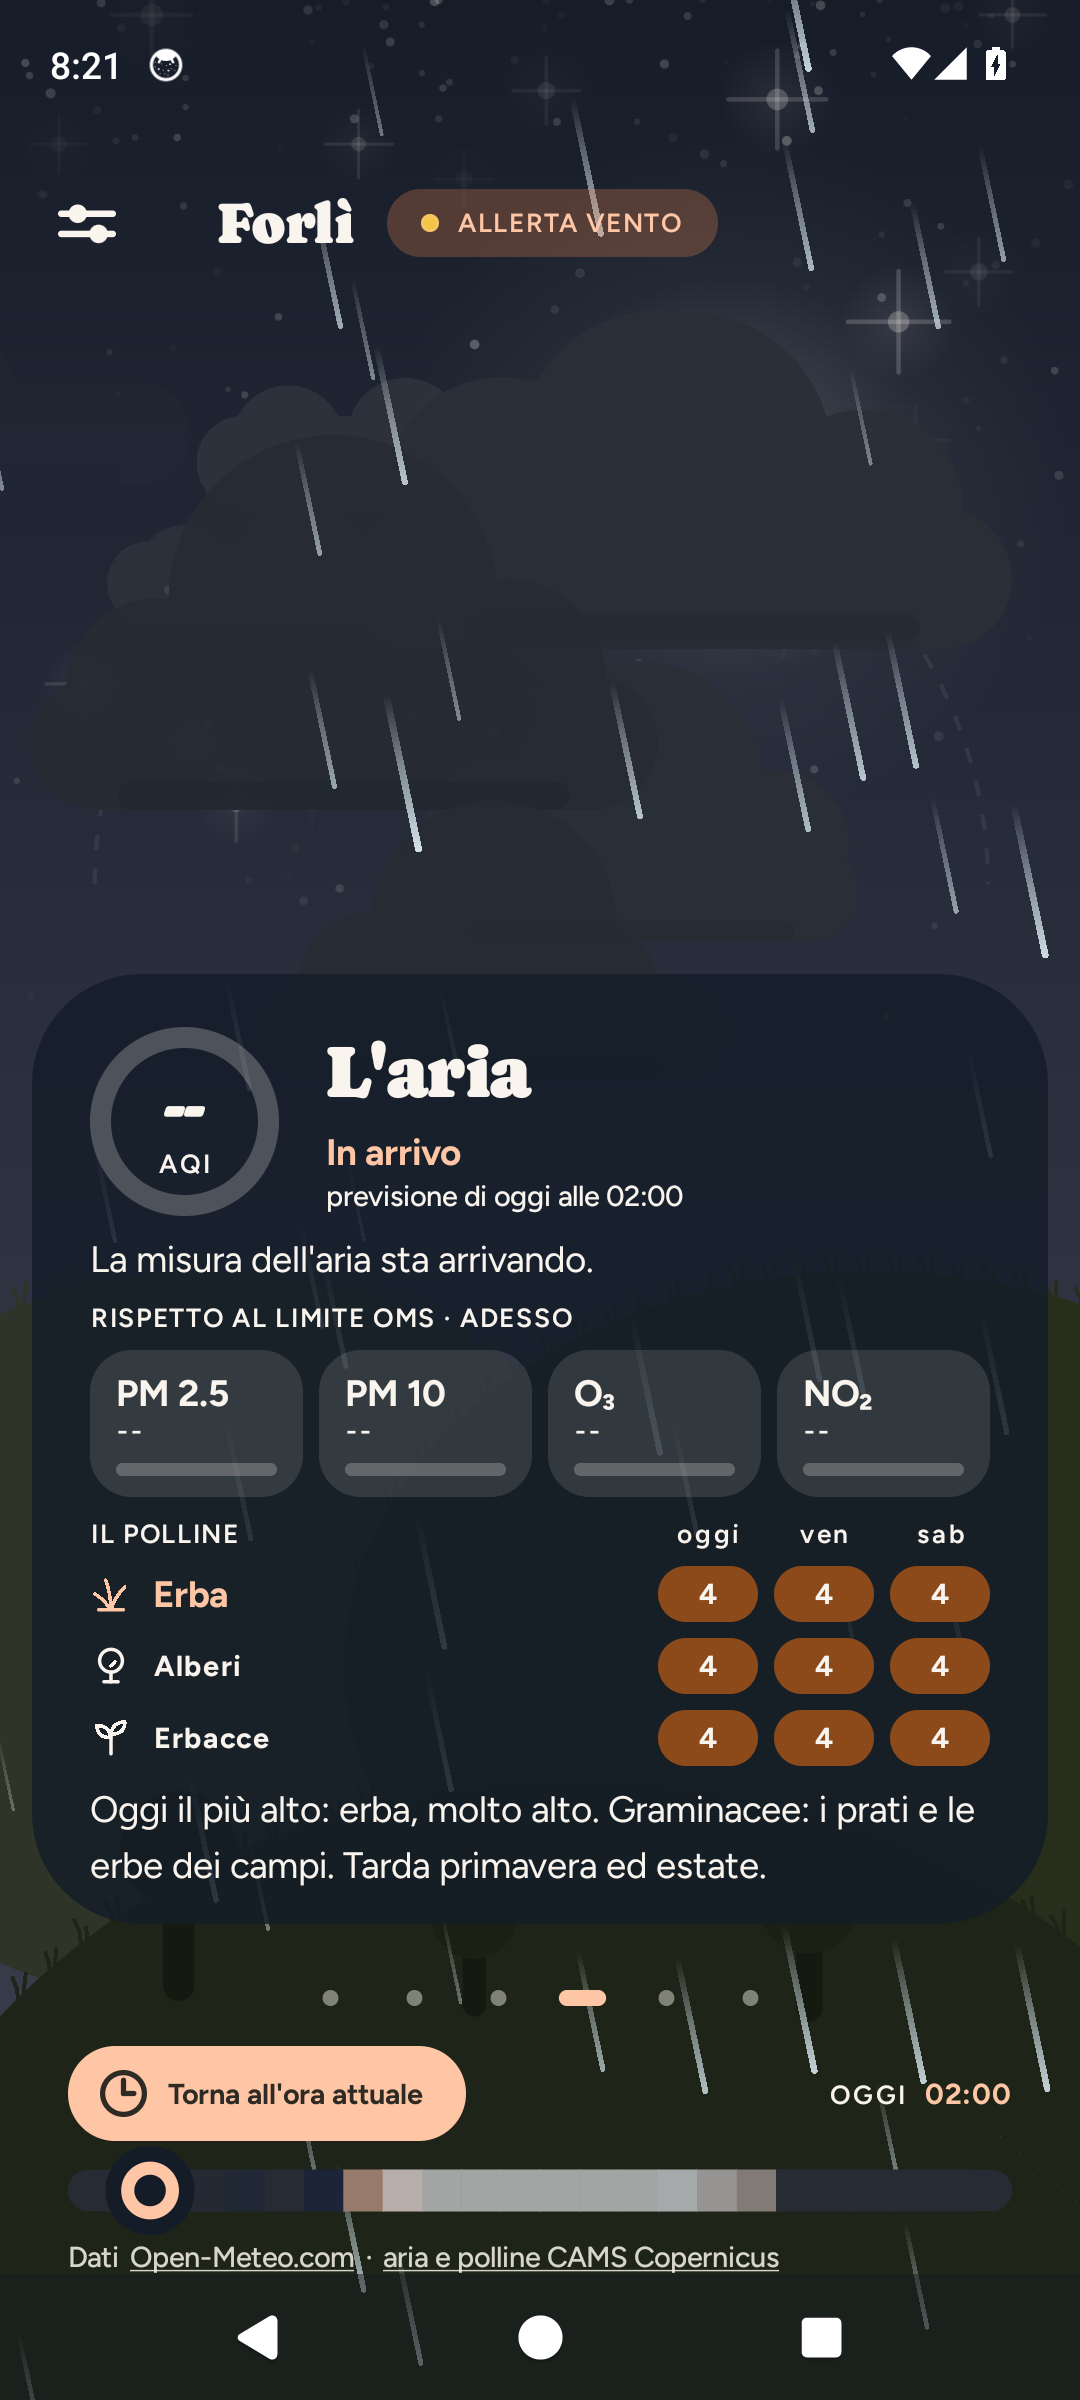 8:21
Forlì
ALLERTA VENTO
L'aria
--
AQI
In arrivo
previsione di oggi alle 02:00
La misura dell'aria sta arrivando.
RISPETTO AL LIMITE OMS · ADESSO
PM 2.5 PM 10 O₃ NO₂
-- -- -- --
IL POLLINE oggi ven sab
Erba 4 4 4
Alberi 4 4 4
Erbacce 4 4 4
Oggi il più alto: erba, molto alto. Graminacee: i prati e le
erbe dei campi. Tarda primavera ed estate.
Torna all'ora attuale OGGI 02:00
Dati Open-Meteo.com · aria e polline CAMS Copernicus